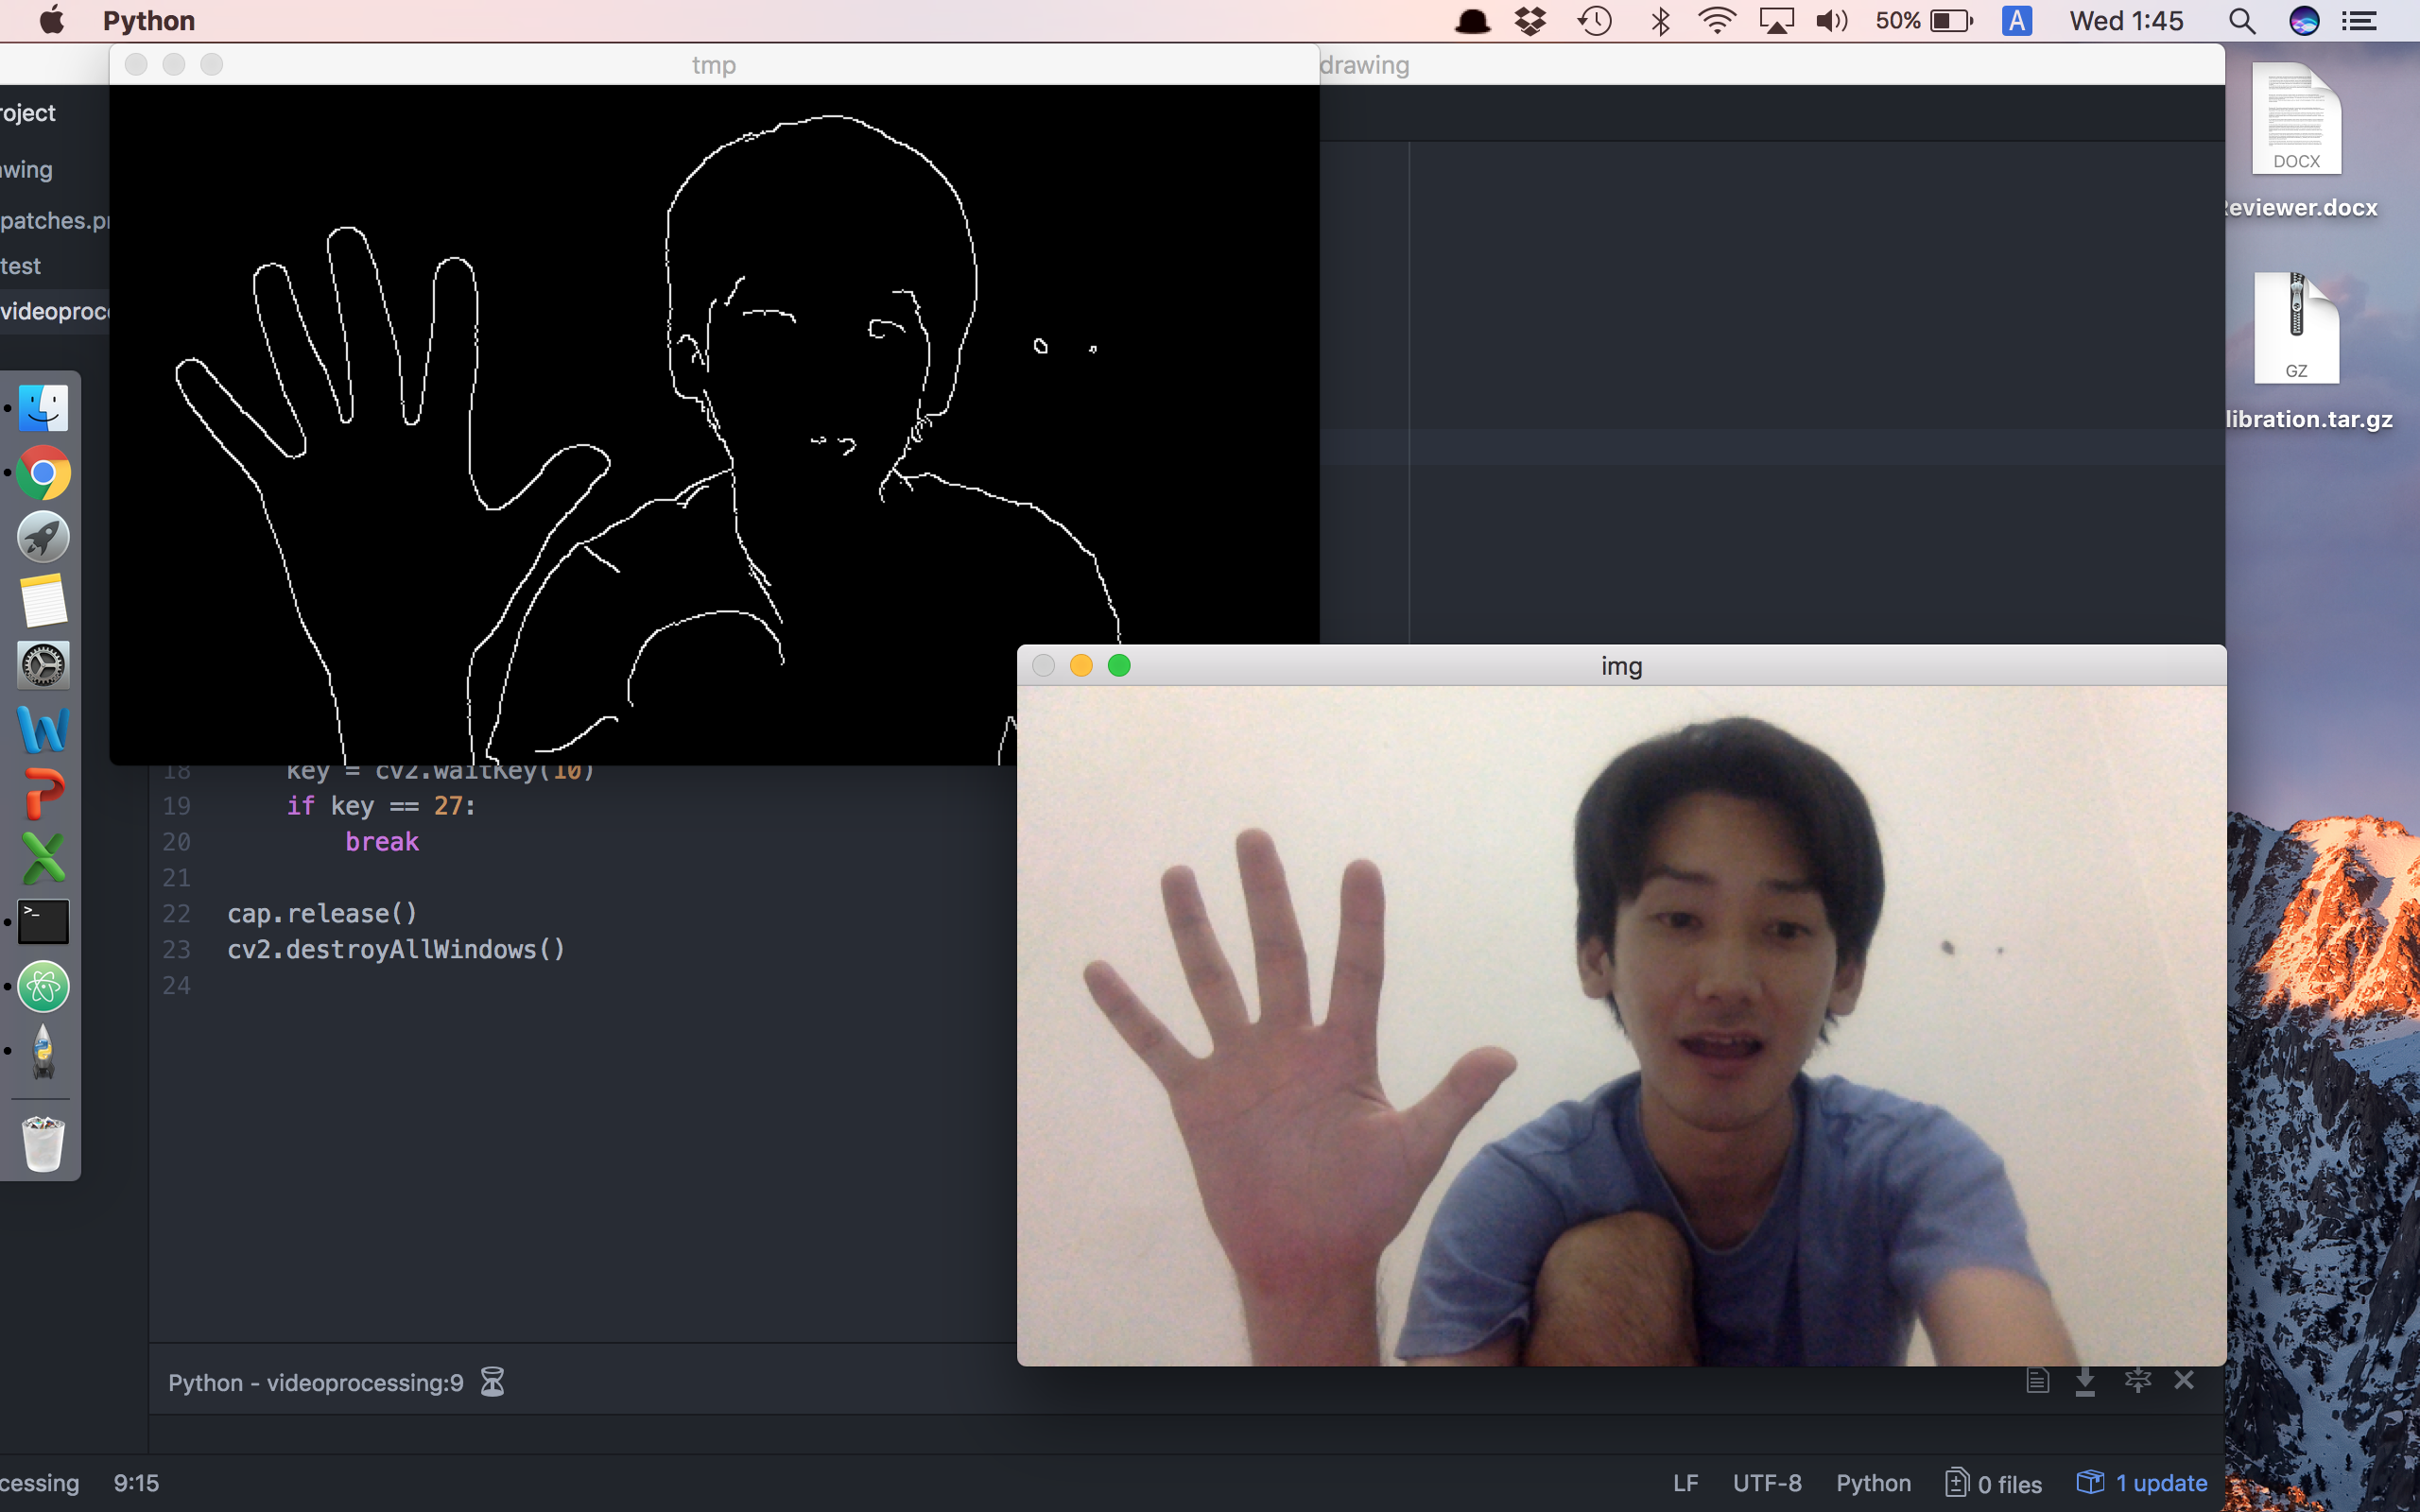 Python
50%
A
Wed 1:45
tmp
drawing
roject
wing
patches.pr
test
videoproc
DOCX
eviewer.docx
GZ
libration.tar.gz
img
18 key = cv2.waitKey(10)
19 if key == 27:
20 break
21
22 cap.release()
23 cv2.destroyAllWindows()
24
>_
Python - videoprocessing:9
cessing 9:15
LF UTF-8 Python 0 files 1 update